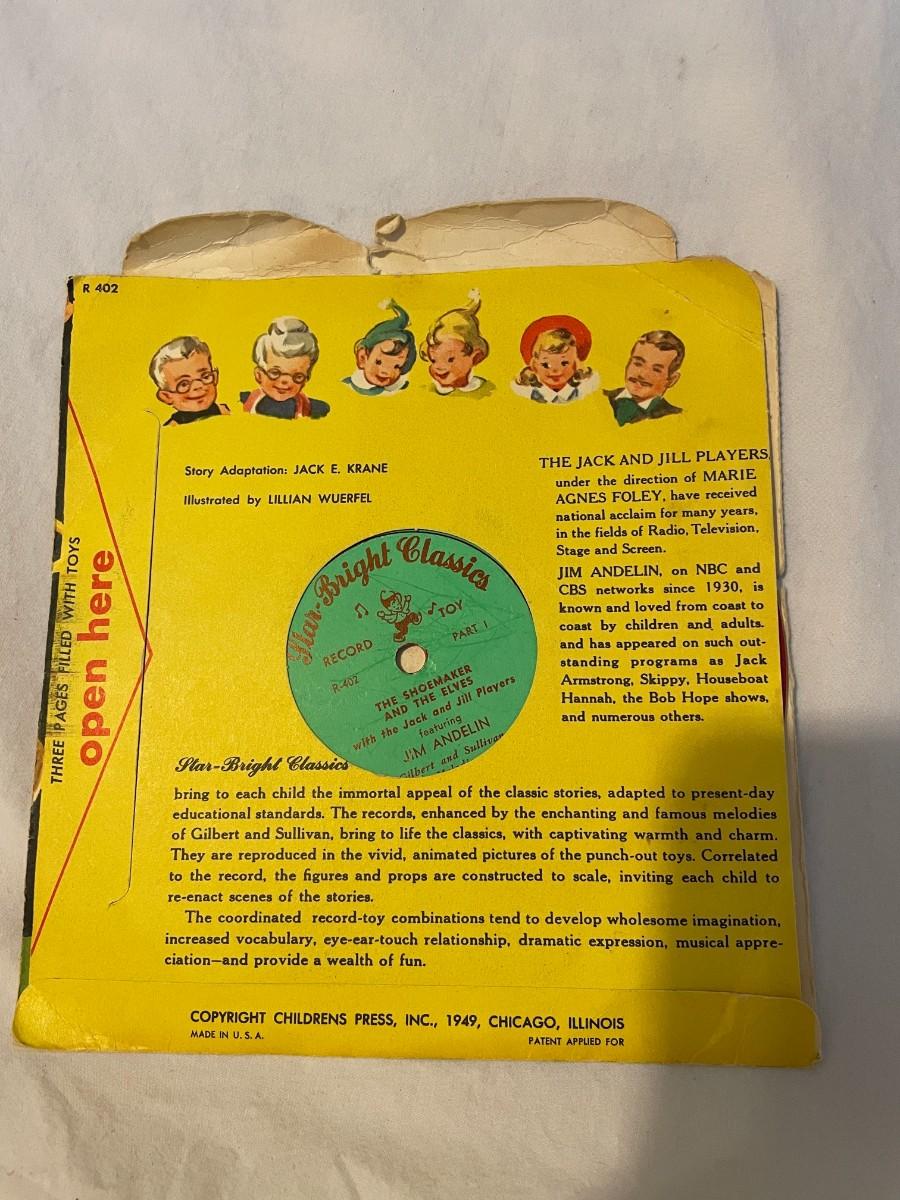 R 402
Story Adaptation: JACK E. KRANE
Illustrated by LILLIAN WUERFEL
THE JACK AND JILL PLAYERS
under the direction of MARIE
AGNES FOLEY, have received
national acclaim for many years,
in the fields of Radio, Television,
Stage and Screen.
JIM ANDELIN, on NBC and
CBS networks since 1930, is
known and loved from coast to
coast by children and adults.
and has appeared on such out-
standing programs as Jack
Armstrong, Skippy, Houseboat
Hannah, the Bob Hope shows,
and numerous others.
THREE PAGES FILLED WITH TOYS
open here
Star-Bright Classics
RECORD TOY
R-402 PART 1
THE SHOEMAKER
AND THE ELVES
with the Jack and Jill Players
featuring
JIM ANDELIN
Gilbert and Sullivan
Star-Bright Classics
bring to each child the immortal appeal of the classic stories, adapted to present-day
educational standards. The records, enhanced by the enchanting and famous melodies
of Gilbert and Sullivan, bring to life the classics, with captivating warmth and charm.
They are reproduced in the vivid, animated pictures of the punch-out toys. Correlated
to the record, the figures and props are constructed to scale, inviting each child to
re-enact scenes of the stories.
The coordinated record-toy combinations tend to develop wholesome imagination,
increased vocabulary, eye-ear-touch relationship, dramatic expression, musical appre-
ciation—and provide a wealth of fun.
COPYRIGHT CHILDRENS PRESS, INC., 1949, CHICAGO, ILLINOIS
MADE IN U. S. A. PATENT APPLIED FOR